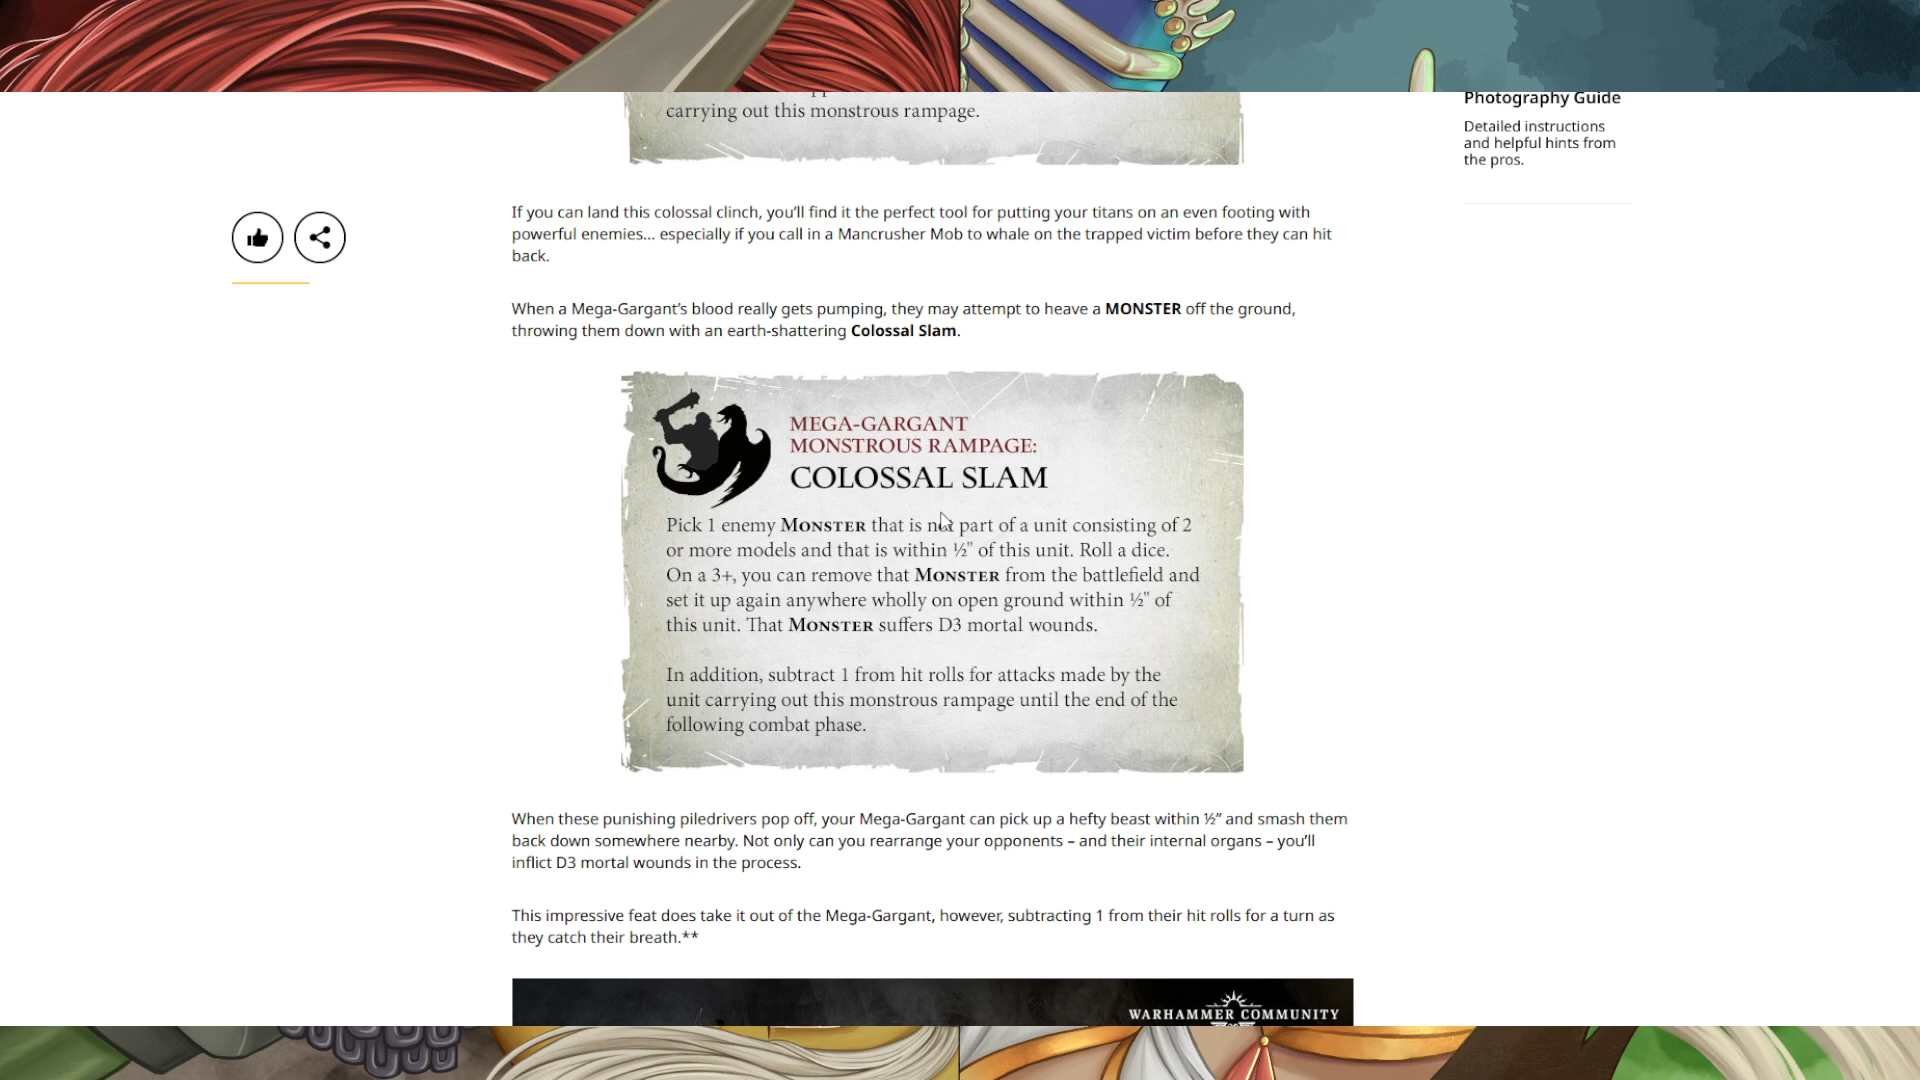 carrying out this monstrous rampage.
Photography Guide
Detailed instructions
and helpful hints from
the pros.
If you can land this colossal clinch, you’ll find it the perfect tool for putting your titans on an even footing with
powerful enemies… especially if you call in a Mancrusher Mob to whale on the trapped victim before they can hit
back.
When a Mega-Gargant’s blood really gets pumping, they may attempt to heave a MONSTER off the ground,
throwing them down with an earth-shattering Colossal Slam.
MEGA-GARGANT
MONSTROUS RAMPAGE:
COLOSSAL SLAM
Pick 1 enemy MONSTER that is not part of a unit consisting of 2
or more models and that is within ½" of this unit. Roll a dice.
On a 3+, you can remove that MONSTER from the battlefield and
set it up again anywhere wholly on open ground within ½" of
this unit. That MONSTER suffers D3 mortal wounds.
In addition, subtract 1 from hit rolls for attacks made by the
unit carrying out this monstrous rampage until the end of the
following combat phase.
When these punishing piledrivers pop off, your Mega-Gargant can pick up a hefty beast within ½” and smash them
back down somewhere nearby. Not only can you rearrange your opponents – and their internal organs – you’ll
inflict D3 mortal wounds in the process.
This impressive feat does take it out of the Mega-Gargant, however, subtracting 1 from their hit rolls for a turn as
they catch their breath.**
WARHAMMER COMMUNITY